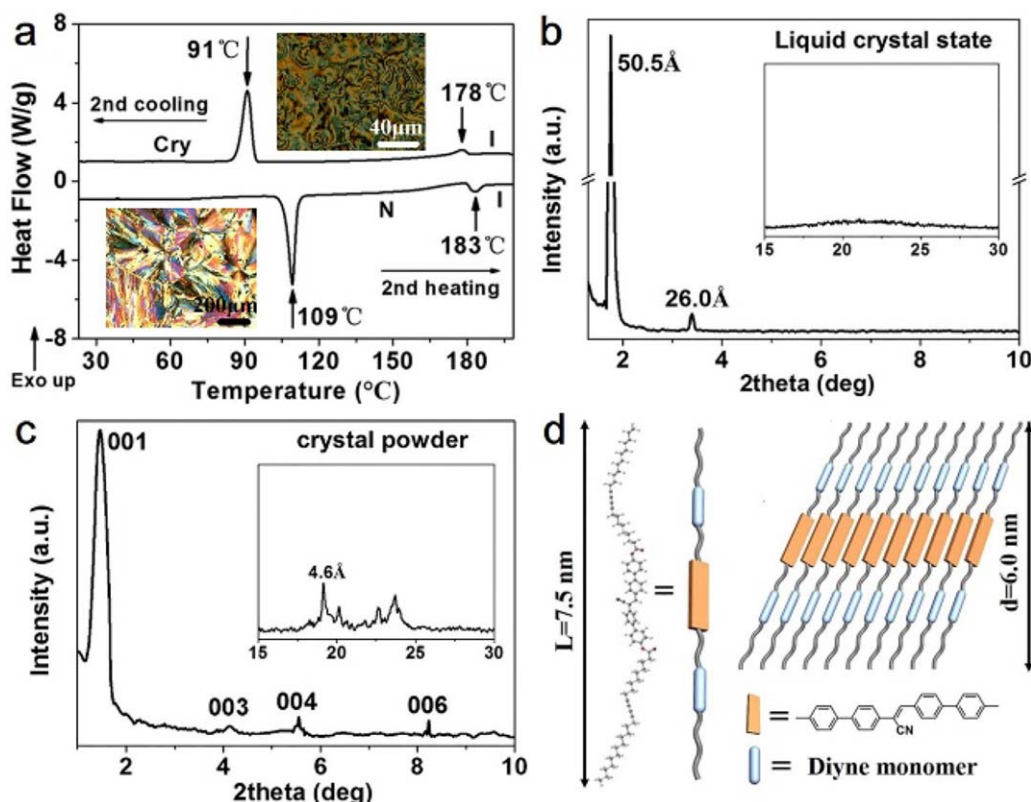 a
8
4
0
-4
-8
Heat Flow (W/g)
Exo up
91℃
2nd cooling
Cry
40μm
178℃
I
N
I
183℃
2nd heating
200μm
109℃
30 60 90 120 150 180
Temperature (°C)
b
Liquid crystal state
50.5Å
26.0Å
15 20 25 30
Intensity (a.u.)
2 4 6 8 10
2theta (deg)
c
001
crystal powder
4.6Å
15 20 25 30
003
004
006
Intensity (a.u.)
2 4 6 8 10
2theta (deg)
d
L=7.5 nm
=
d=6.0 nm
=
CN
= Diyne monomer